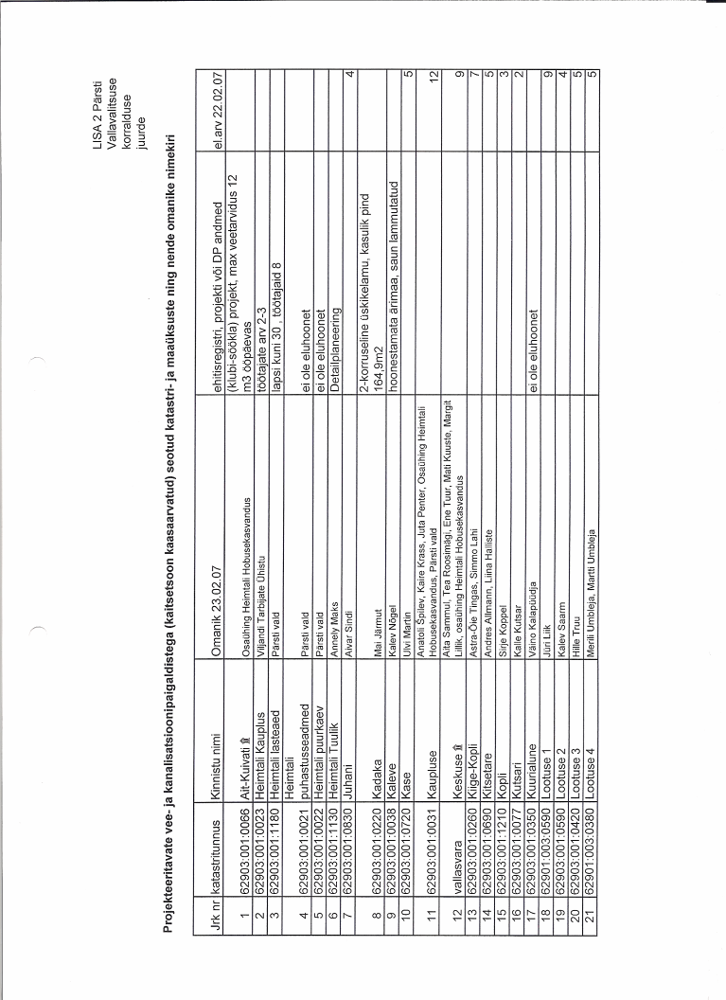 LISA 2 Pärsti
Vallavalitsuse
korralduse
juurde
Projekteeritavate vee- ja kanalisatsioonipaigaldistega (kaitsetsoon kaasaarvatud) seotud katastri- ja maaüksuste ning nende omanike nimekiri
Jrk nr katastritunnus Kinnistu nimi Omanik 23.02.07 ehitisregistri, projekti või DP andmed el.arv 22.02.07
(klubi-söökla) projekt, max veetarvidus 12
1 62903:001:0066 Ait-Kuivati Osaühing Heimtali Hobusekasvandus m3 ööpäevas
2 62903:001:0023 Heimtali Kauplus Viljandi Tarbijate Ühistu töötajate arv 2-3
3 62903:001:1180 Heimtali lasteaed Pärsti vald lapsi kuni 30 , töötajaid 8
Heimtali
4 62903:001:0021 puhastusseadmed Pärsti vald ei ole eluhoonet
5 62903:001:0022 Heimtali puurkaev Pärsti vald ei ole eluhoonet
6 62903:001:1130 Heimtali Tuulik Annely Maks Detailplaneering
7 62903:001:0830 Juhani Aivar Sindi 4
2-korruseline üskikelamu, kasulik pind
8 62903:001:0220 Kadaka Mai Järmut 164,9m2
9 62903:001:0038 Kaleve Kalev Nõgel hoonestamata ärimaa, saun lammutatud
10 62903:001:0720 Kase Ulvi Martin 5
Anatoli Špilev, Kaire Krass, Juta Penter, Osaühing Heimtali
11 62903:001:0031 Kaupluse Hobusekasvandus, Pärsti vald 12
Aita Sammul, Tea Roosimägi, Ene Tuur, Mati Kuuste, Margit
12 vallasvara Keskuse Lillik, osaühing Heimtali Hobusekasvandus 9
13 62903:001:0260 Kiige-Kopli Astra-Õie Tingas, Simmo Lahi 7
14 62903:001:0690 Kitsetare Andres Allmann, Liina Halliste 5
15 62903:001:1210 Kopli Sirje Koppel 3
16 62903:001:0077 Kutsari Kalle Kutsar 2
17 62903:001:0350 Kuurialune Väino Kalapüüdja ei ole eluhoonet
18 62901:003:0590 Lootuse 1 Jüri Liik 9
19 62903:001:0590 Lootuse 2 Kalev Saarm 4
20 62903:001:0420 Lootuse 3 Hille Truu 5
21 62901:003:0380 Lootuse 4 Merili Umbleja, Martti Umbleja 5